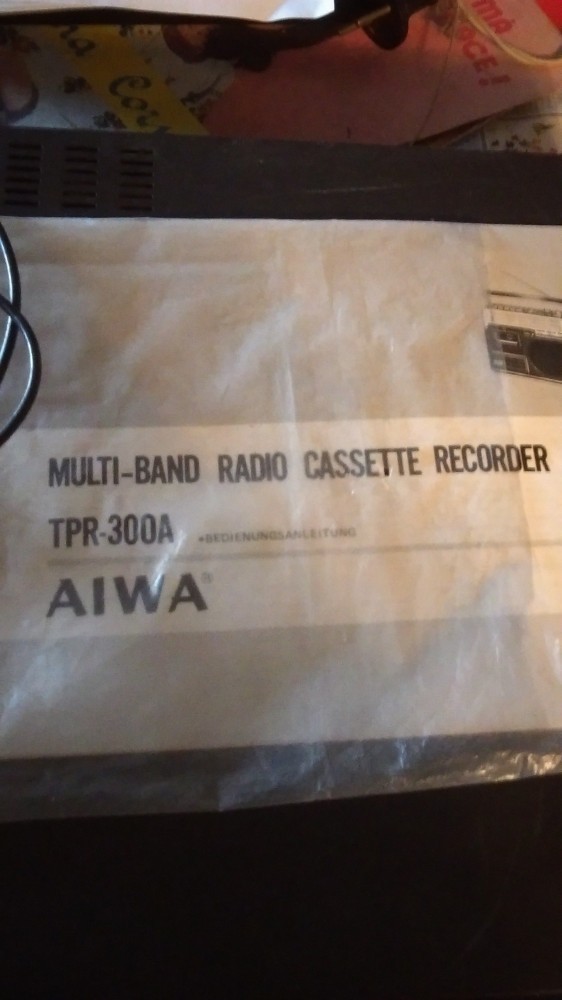 MULTI-BAND RADIO CASSETTE RECORDER
TPR-300A •BEDIENUNGSANLEITUNG
AIWA®